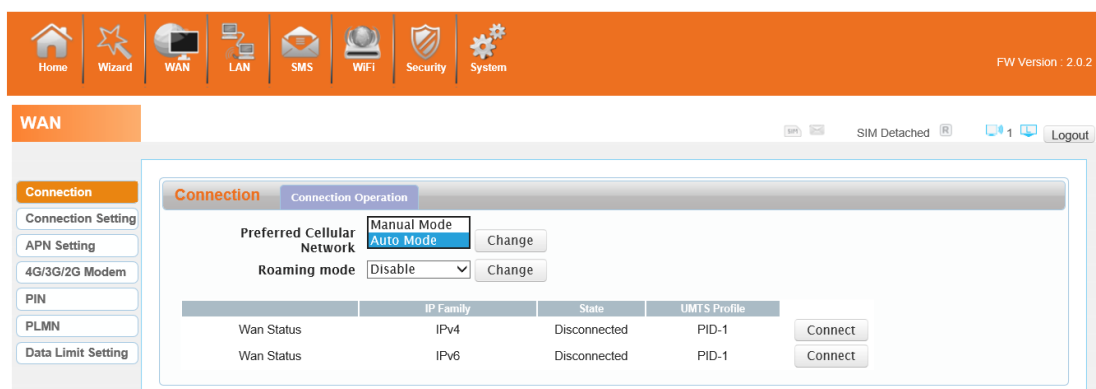 Home Wizard WAN LAN SMS WiFi Security System
FW Version : 2.0.2
WAN
SIM SIM Detached R 1 L Logout
Connection
Connection Setting
APN Setting
4G/3G/2G Modem
PIN
PLMN
Data Limit Setting
Connection Connection Operation
Preferred Cellular Network Manual Mode
Auto Mode Change
Roaming mode Disable Change
IP Family State UMTS Profile
Wan Status IPv4 Disconnected PID-1 Connect
Wan Status IPv6 Disconnected PID-1 Connect